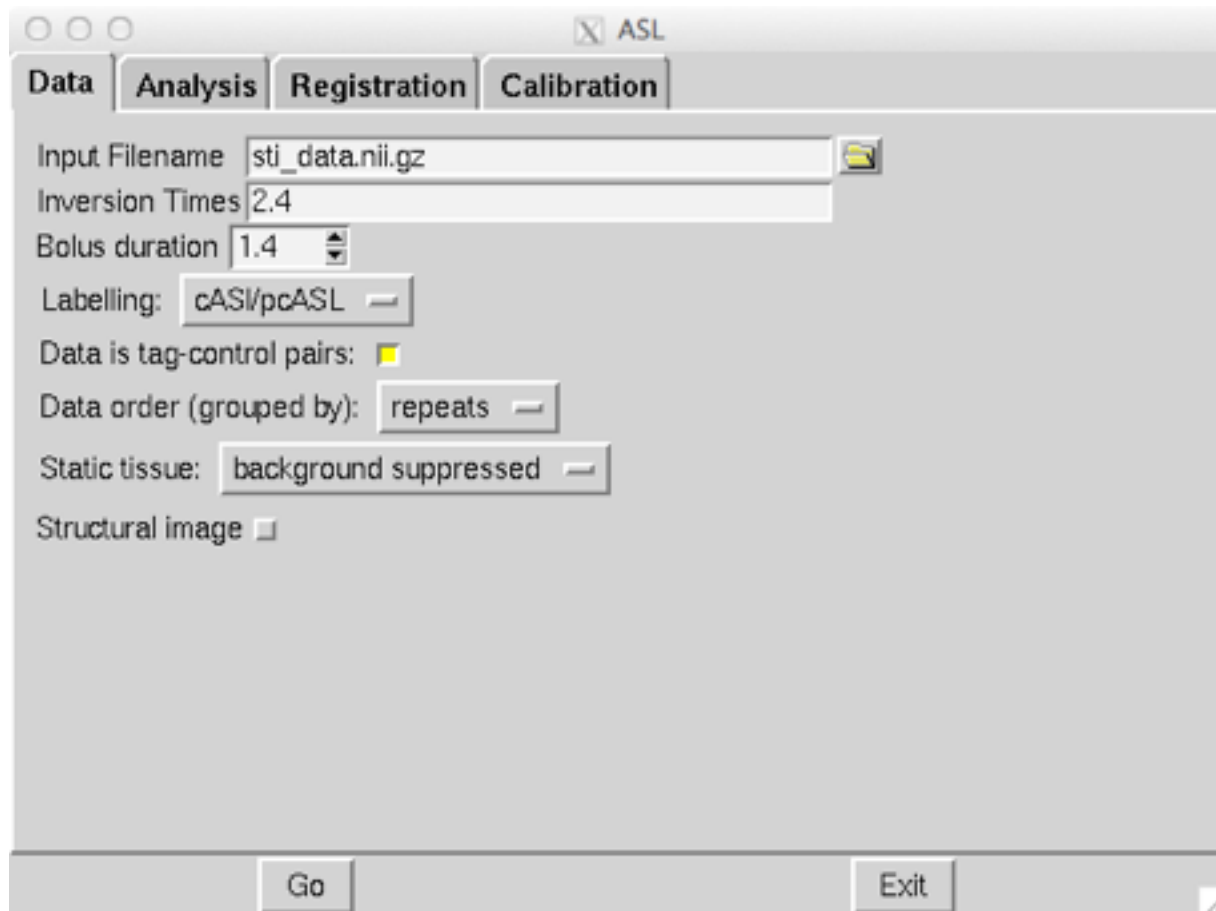 X ASL
Data Analysis Registration Calibration
Input Filename sti_data.nii.gz
Inversion Times 2.4
Bolus duration 1.4
Labelling: cASl/pcASL
Data is tag-control pairs:
Data order (grouped by): repeats
Static tissue: background suppressed
Structural image
Go Exit